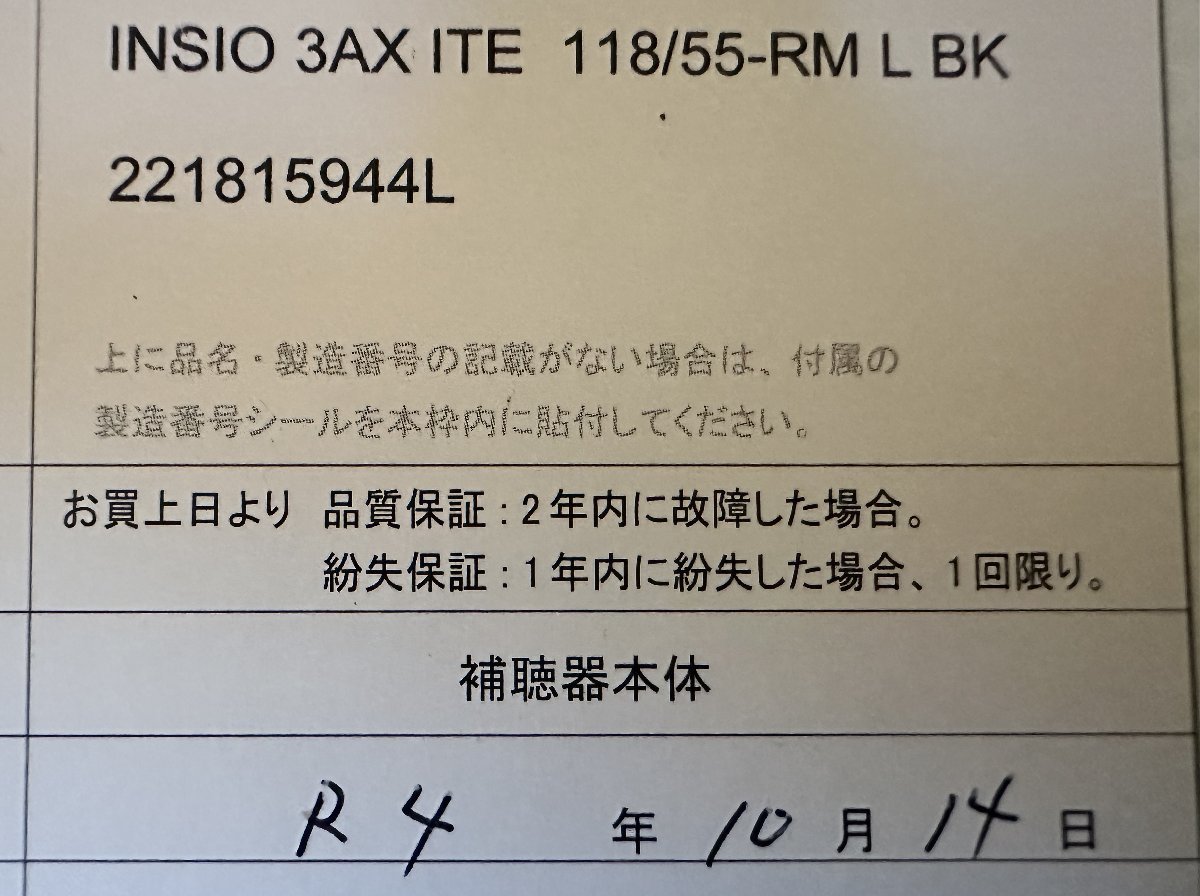 INSIO 3AX ITE 118/55-RM L BK
221815944L
上に品名・製造番号の記載がない場合は、付属の
製造番号シールを本枠内に貼付してください。
お買上日より 品質保証：2年内に故障した場合。
紛失保証：1年内に紛失した場合、1回限り。
補聴器本体
R4 年 10 月 14 日